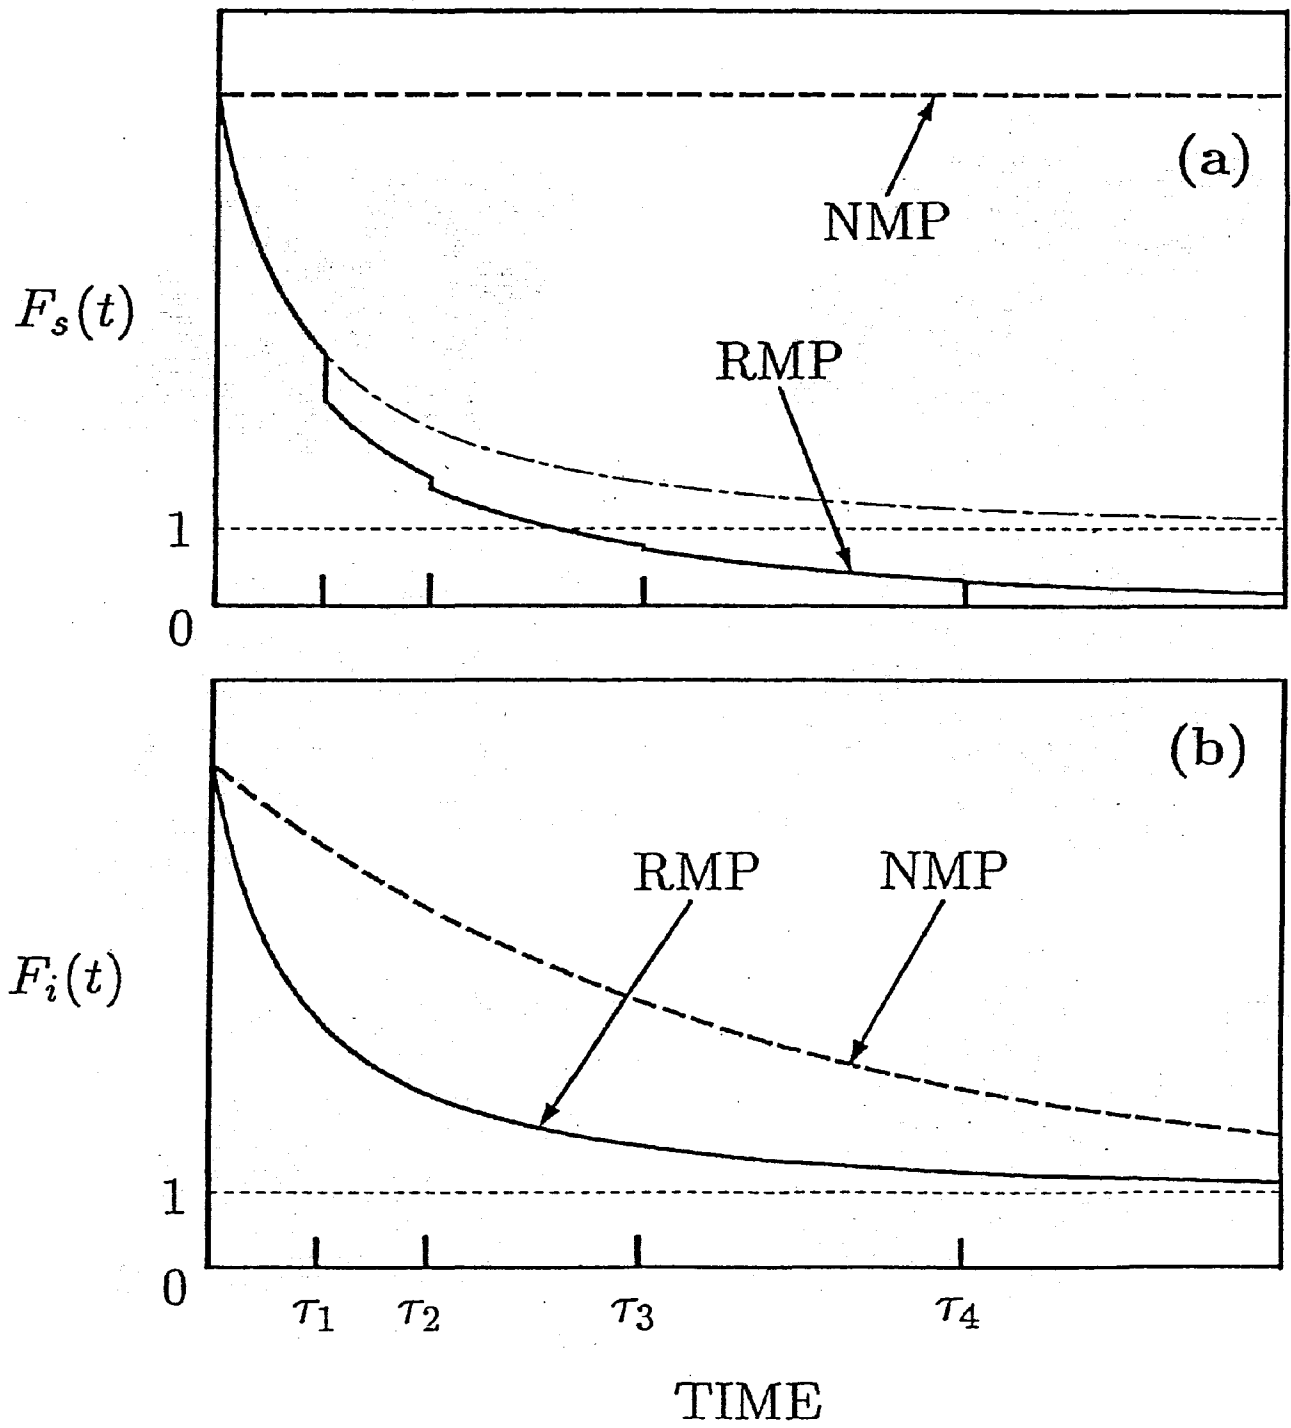 (a)
NMP
F_s(t)
RMP
1
0
(b)
RMP
NMP
F_i(t)
1
0
τ1 τ2 τ3 τ4
TIME